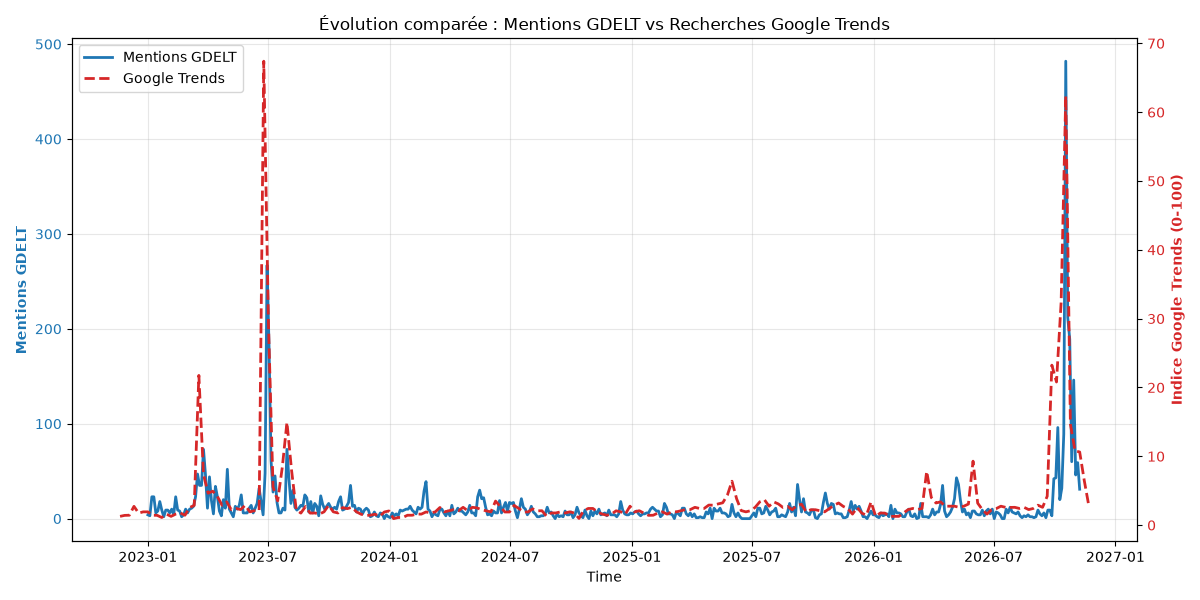 Évolution comparée : Mentions GDELT vs Recherches Google Trends
Mentions GDELT
Google Trends
500
400
300
200
100
0
Mentions GDELT
70
60
50
40
30
20
10
0
Indice Google Trends (0-100)
2023-01 2023-07 2024-01 2024-07 2025-01 2025-07 2026-01 2026-07 2027-01
Time